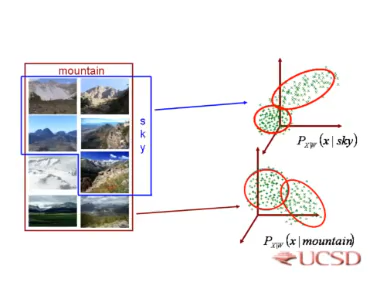 mountain
s
k
y
P_X|W (x | sky)
P_X|W (x | mountain)
UCSD